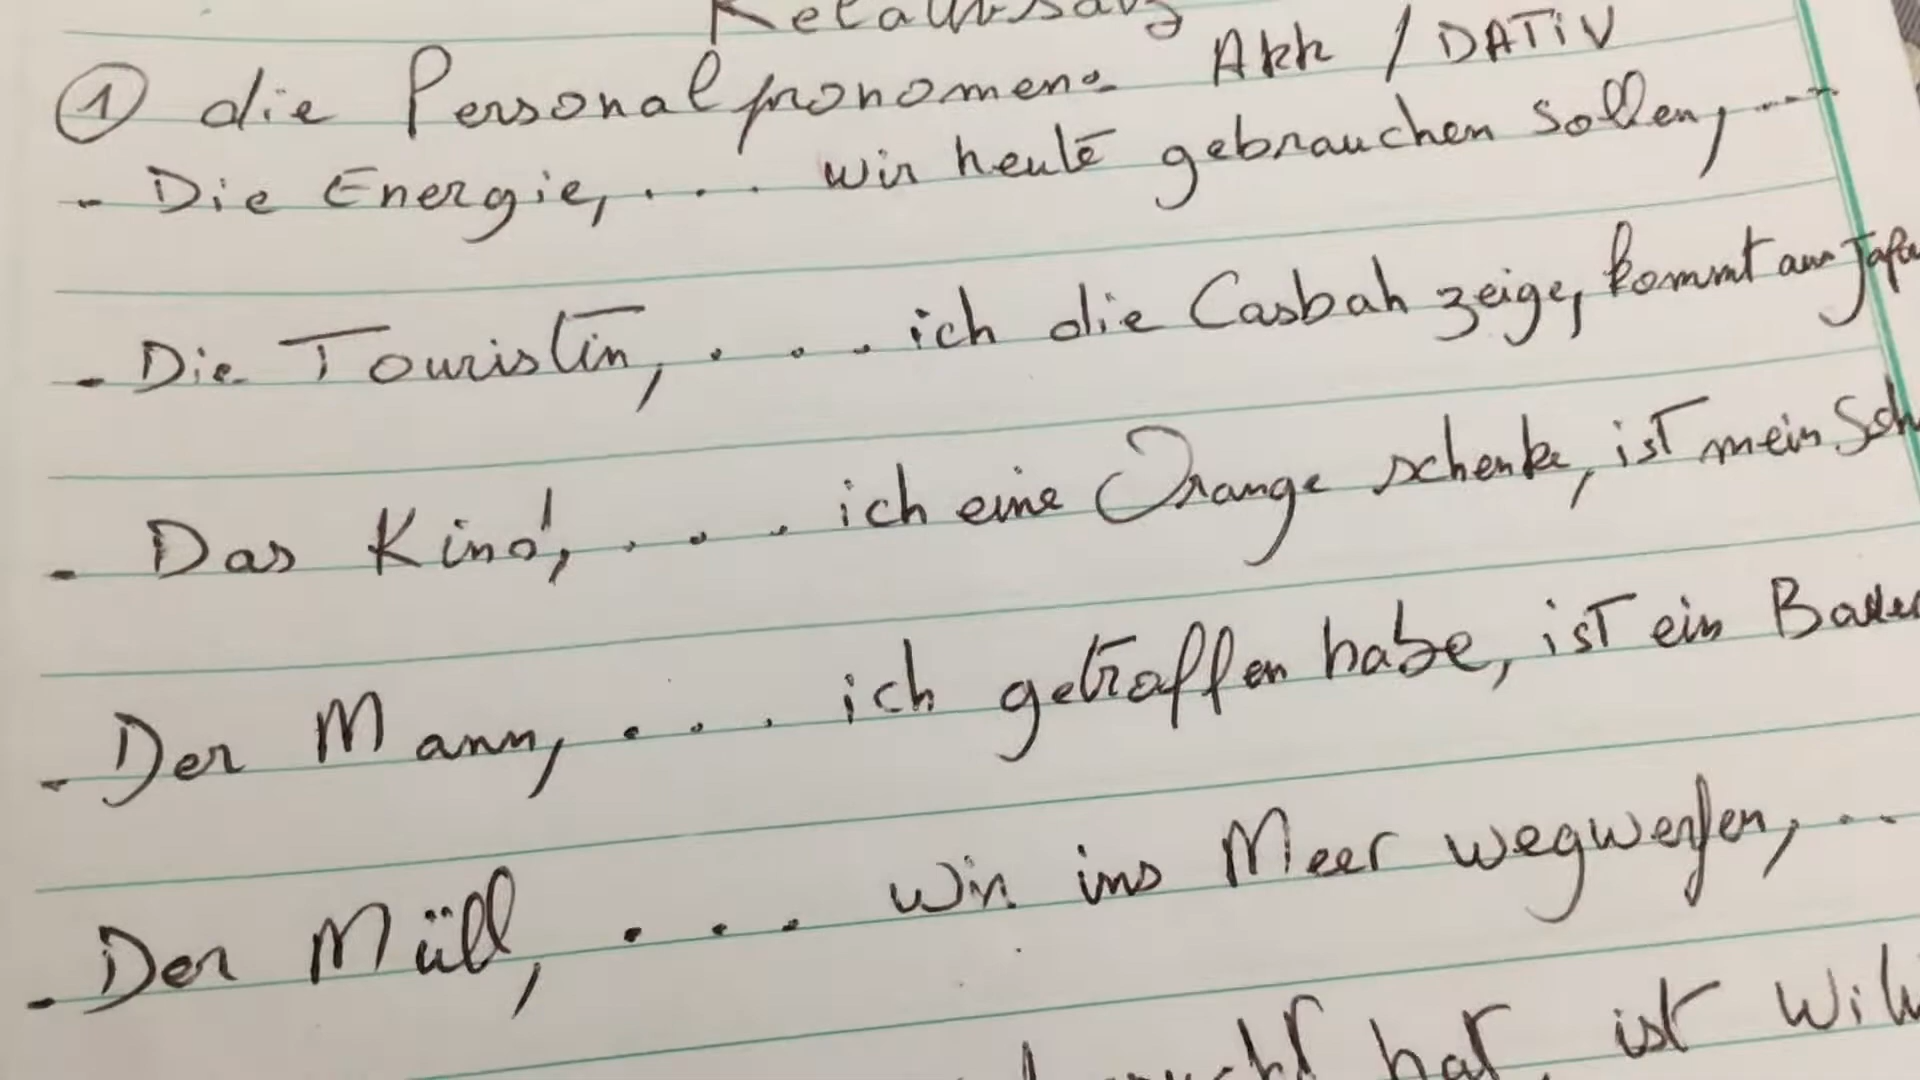 ① die Personalpronomen: Akk / DATiV
- Die Energie, . . . wir heute gebrauchen sollen, ....
- Die Touristin, . . . ich die Casbah zeige, kommt aus
- Das Kind, . . . ich eine Orange schenke, ist mein
- Der Mann, . . . ich getroffen habe, ist ein
- Der Müll, . . . wir ins Meer wegwerfen, ...
hat, ist